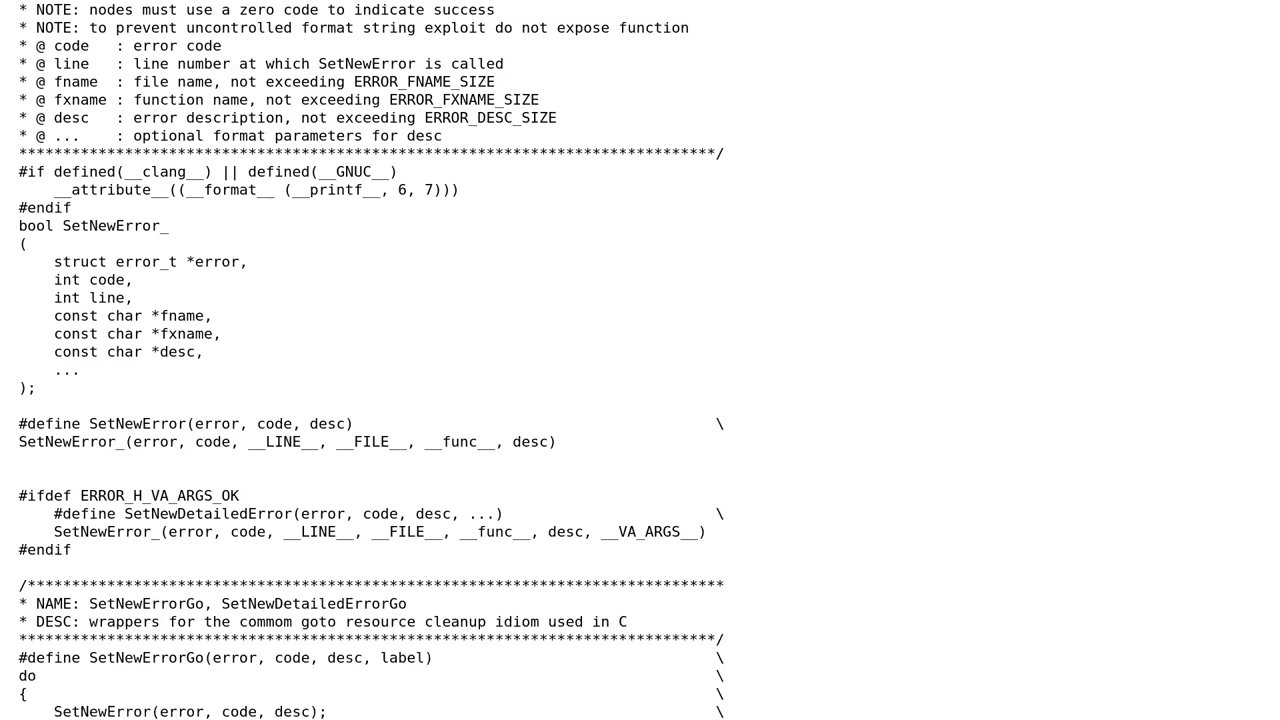 * NOTE: nodes must use a zero code to indicate success
* NOTE: to prevent uncontrolled format string exploit do not expose function
* @ code   : error code
* @ line   : line number at which SetNewError is called
* @ fname  : file name, not exceeding ERROR_FNAME_SIZE
* @ fxname : function name, not exceeding ERROR_FXNAME_SIZE
* @ desc   : error description, not exceeding ERROR_DESC_SIZE
* @ ...    : optional format parameters for desc
*******************************************************************************/
#if defined(__clang__) || defined(__GNUC__)
    __attribute__((__format__ (__printf__, 6, 7)))
#endif
bool SetNewError_
(
    struct error_t *error,
    int code,
    int line,
    const char *fname,
    const char *fxname,
    const char *desc,
    ...
);

#define SetNewError(error, code, desc)                                         \
SetNewError_(error, code, __LINE__, __FILE__, __func__, desc)


#ifdef ERROR_H_VA_ARGS_OK
    #define SetNewDetailedError(error, code, desc, ...)                        \
    SetNewError_(error, code, __LINE__, __FILE__, __func__, desc, __VA_ARGS__)
#endif

/*******************************************************************************
* NAME: SetNewErrorGo, SetNewDetailedErrorGo
* DESC: wrappers for the commom goto resource cleanup idiom used in C
*******************************************************************************/
#define SetNewErrorGo(error, code, desc, label)                                \
do                                                                             \
{                                                                              \
    SetNewError(error, code, desc);                                            \